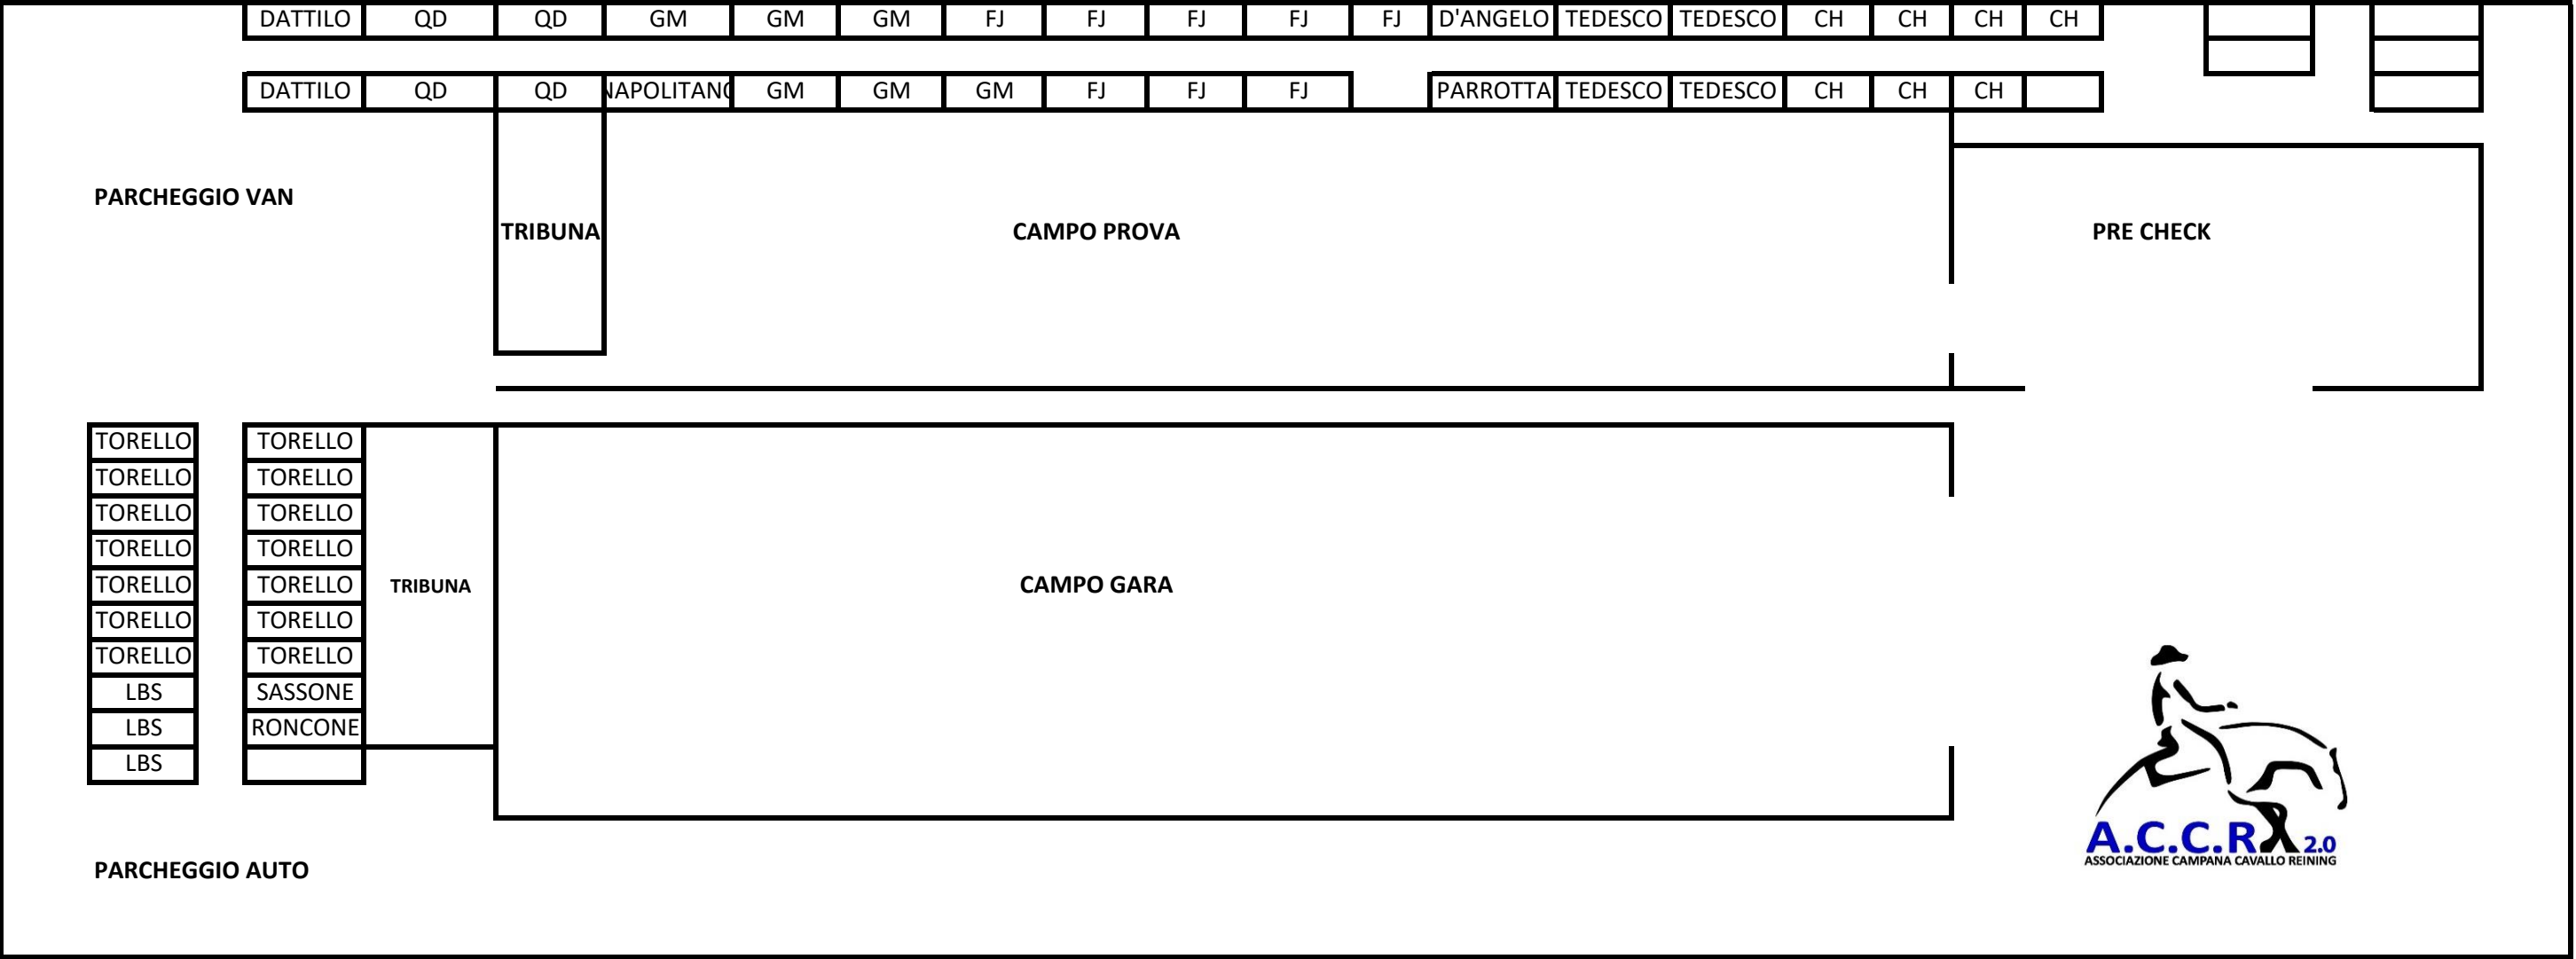 DATTILO QD QD GM GM GM FJ FJ FJ FJ FJ D'ANGELO TEDESCO TEDESCO CH CH CH CH
DATTILO QD QD NAPOLITANO GM GM GM FJ FJ FJ PARROTTA TEDESCO TEDESCO CH CH CH
PARCHEGGIO VAN
TRIBUNA CAMPO PROVA PRE CHECK
TORELLO TORELLO
TORELLO TORELLO
TORELLO TORELLO
TORELLO TORELLO
TORELLO TORELLO TRIBUNA CAMPO GARA
TORELLO TORELLO
TORELLO TORELLO
LBS SASSONE
LBS RONCONE
LBS
A.C.C.R 2.0
ASSOCIAZIONE CAMPANA CAVALLO REINING
PARCHEGGIO AUTO